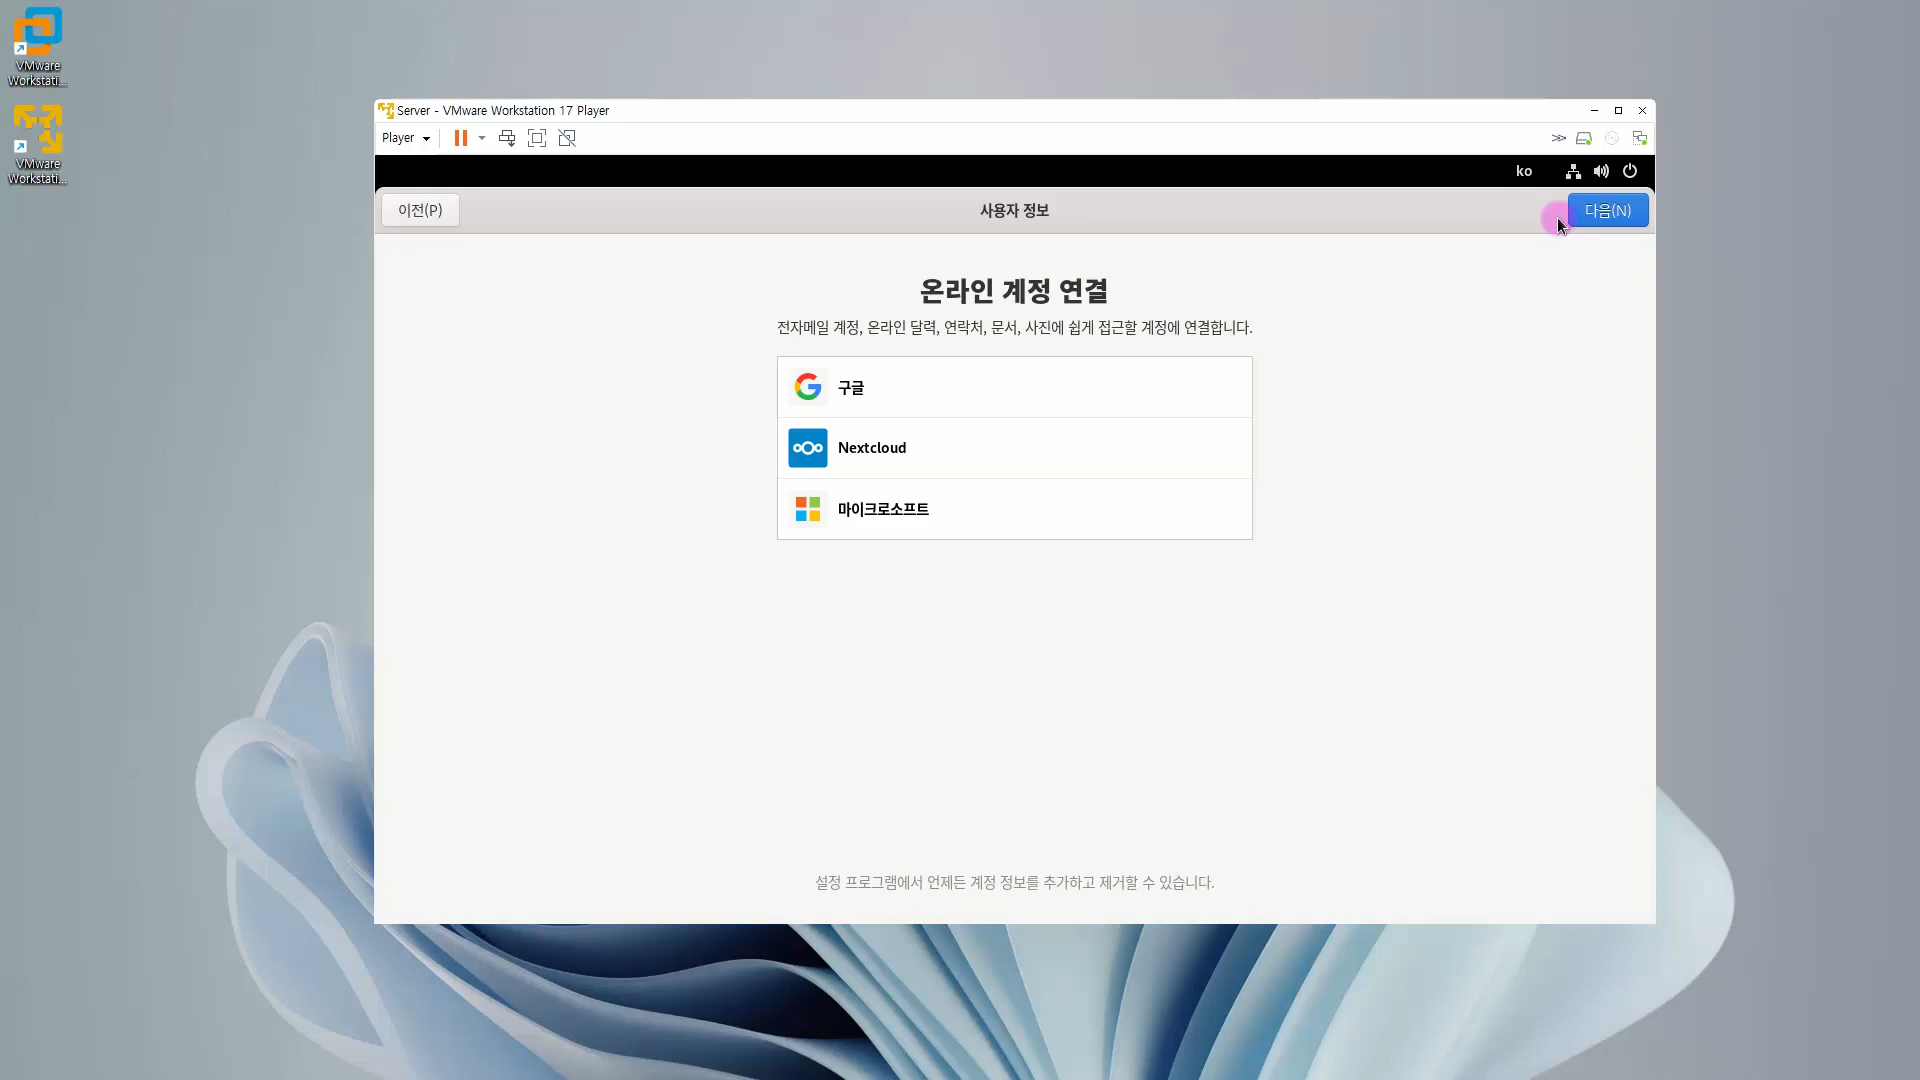 VMware
Workstati...
VMware
Workstati...
Server - VMware Workstation 17 Player
Player
ko
이전(P)
사용자 정보
다음(N)
온라인 계정 연결
전자메일 계정, 온라인 달력, 연락처, 문서, 사진에 쉽게 접근할 계정에 연결합니다.
구글
Nextcloud
마이크로소프트
설정 프로그램에서 언제든 계정 정보를 추가하고 제거할 수 있습니다.